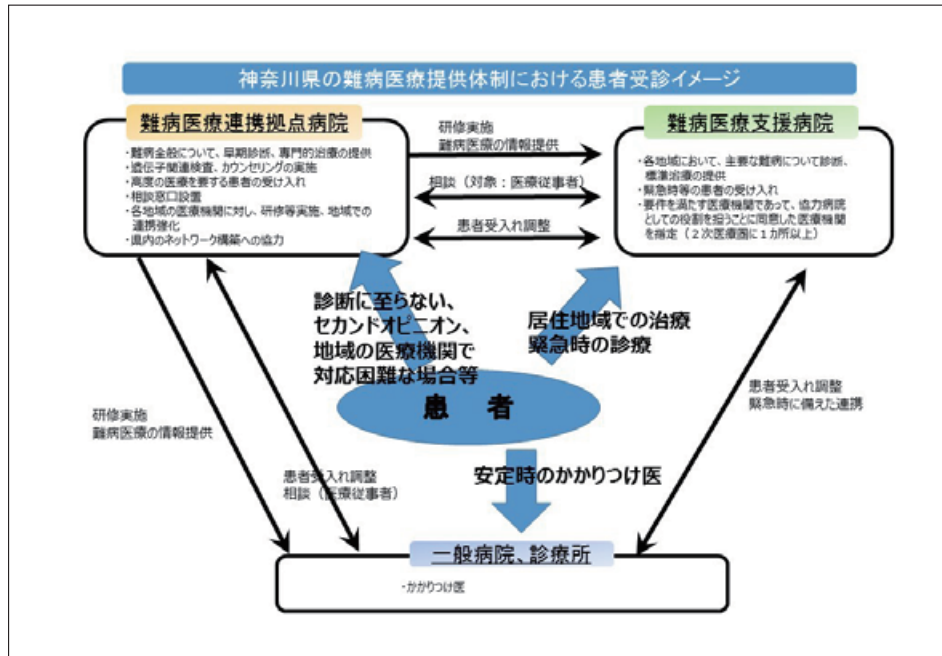 神奈川県の難病医療提供体制における患者受診イメージ
難病医療連携拠点病院
・難病全般について、早期診断、専門的治療の提供
・遺伝子関連検査、カウンセリングの実施
・高度の医療を要する患者の受け入れ
・相談窓口設置
・各地域の医療機関に対し、研修等実施、地域での
連携強化
・県内のネットワーク構築への協力
研修実施
難病医療の情報提供
相談（対象：医療従事者）
患者受入れ調整
難病医療支援病院
・各地域において、主要な難病について診断、
標準治療の提供
・緊急時等の患者の受け入れ
・要件を満たす医療機関であって、協力病院
としての役割を担うことに同意した医療機関
を指定（２次医療圏に１カ所以上）
診断に至らない、
セカンドオピニオン、
地域の医療機関で
対応困難な場合等
居住地域での治療
緊急時の診療
患　者
研修実施
難病医療の情報提供
患者受入れ調整
相談（医療従事者）
安定時のかかりつけ医
患者受入れ調整
緊急時に備えた連携
一般病院、診療所
・かかりつけ医